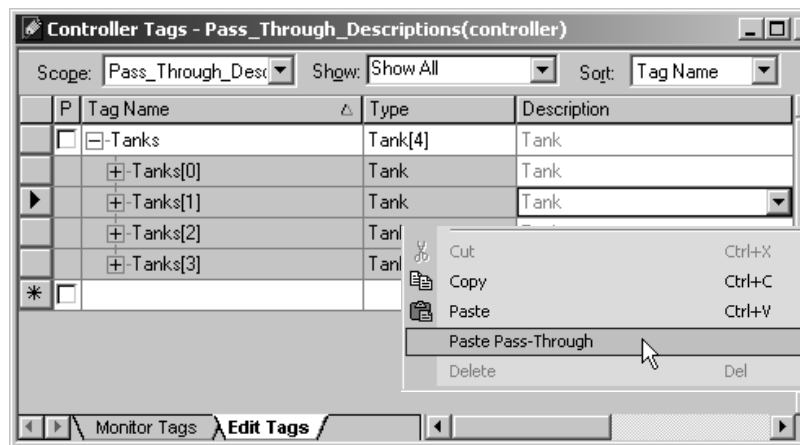 Controller Tags - Pass_Through_Descriptions(controller)
Scope: Pass_Through_Desc Show: Show All Sort: Tag Name
P Tag Name Type Description
Tanks Tank[4] Tank
Tanks[0] Tank Tank
Tanks[1] Tank Tank
Tanks[2]
Tanks[3]
Cut Ctrl+X
Copy Ctrl+C
Paste Ctrl+V
Paste Pass-Through
Delete Del
Monitor Tags Edit Tags